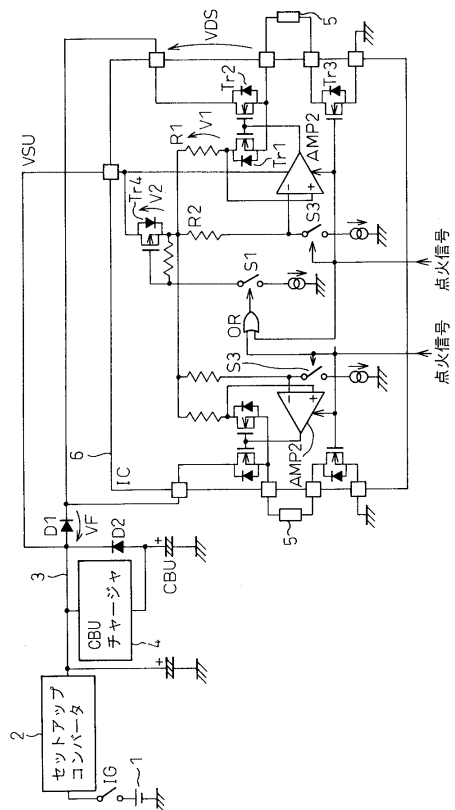 VSU
VDS
5
Tr2
Tr3
R1
V1
Tr1
AMP2
Tr4
V2
R2
S3
S1
OR
点火信号
点火信号
S3
AMP2
6
IC
5
D1
VF
D2
3
CBU
チャージャ
4
CBU
+
+
2
セットアップ
コンバータ
IG
1
-
+
-
+